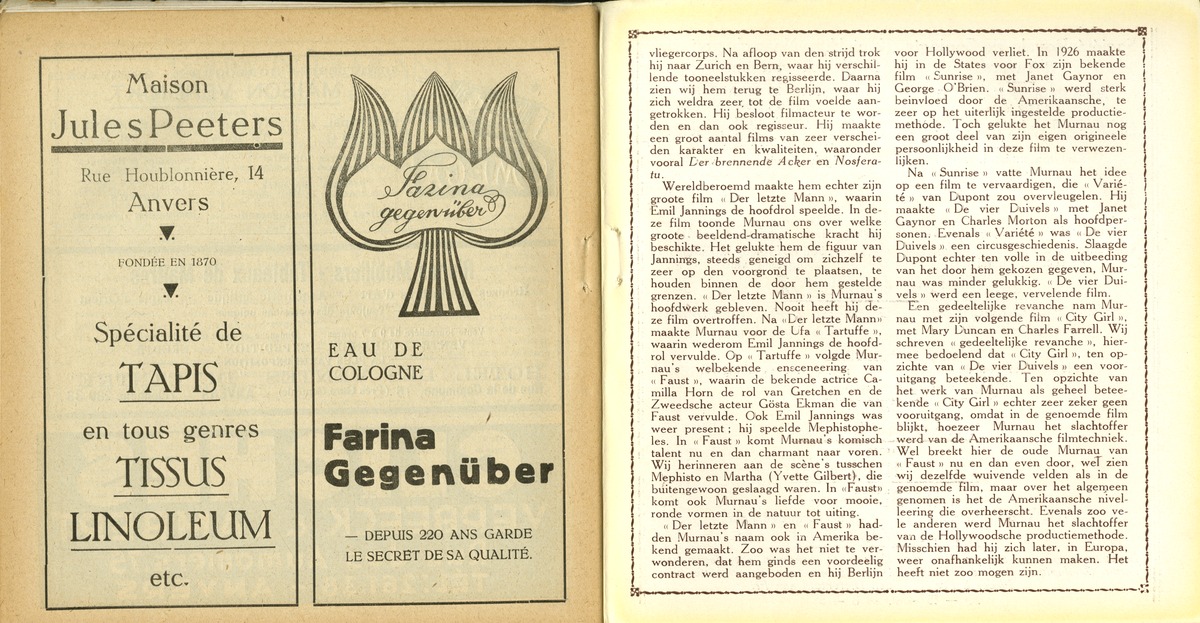 Maison
Jules Peeters
Rue Houblonnière, 14
Anvers
FONDÉE EN 1870
Spécialité de
TAPIS
en tous genres
TISSUS
LINOLEUM
etc.
Farina
gegenüber
EAU DE
COLOGNE
Farina
Gegenüber
— DEPUIS 220 ANS GARDE
LE SECRET DE SA QUALITÉ.
vliegercorps. Na afloop van den strijd trok
hij naar Zurich en Bern, waar hij verschil-
lende tooneelstukken regisseerde. Daarna
zien wij hem terug te Berlijn, waar hij
zich weldra zeer tot de film voelde aan-
getrokken. Hij besloot filmacteur te wor-
den en dan ook regisseur. Hij maakte
een groot aantal films van zeer verschei-
den karakter en kwaliteiten, waaronder
vooral Der brennende Acker en Nosfera-
tu.
Wereldberoemd maakte hem echter zijn
groote film « Der letzte Mann », waarin
Emil Jannings de hoofdrol speelde. In de-
ze film toonde Murnau ons over welke
groote beeldend-dramatische kracht hij
beschikte. Het gelukte hem de figuur van
Jannings, steeds geneigd om zichzelf te
zeer op den voorgrond te plaatsen, te
houden binnen de door hem gestelde
grenzen. « Der letzte Mann » is Murnau's
hoofdwerk gebleven. Nooit heeft hij de-
ze film overtroffen. Na «Der letzte Mann»
maakte Murnau voor de Ufa « Tartuffe »,
waarin wederom Emil Jannings de hoofd-
rol vervulde. Op « Tartuffe » volgde Mur-
nau's welbekende ensceneering van
« Faust », waarin de bekende actrice Ca-
milla Horn de rol van Gretchen en de
Zweedsche acteur Gösta Ekman die van
Faust vervulde. Ook Emil Jannings was
weer present ; hij speelde Mephistophe-
les. In « Faust » komt Murnau's komisch
talent nu en dan charmant naar voren.
Wij herinneren aan de scène's tusschen
Mephisto en Martha (Yvette Gilbert), die
buitengewoon geslaagd waren. In «Faust»
komt ook Murnau's liefde voor mooie,
ronde vormen in de natuur tot uiting.
« Der letzte Mann » en « Faust » had-
den Murnau's naam ook in Amerika be-
kend gemaakt. Zoo was het niet te ver-
wonderen, dat hem ginds een voordeelig
contract werd aangeboden en hij Berlijn
voor Hollywood verliet. In 1926 maakte
hij in de States voor Fox zijn bekende
film « Sunrise », met Janet Gaynor en
George O'Brien. « Sunrise » werd sterk
beinvloed door de Amerikaansche, te
zeer op het uiterlijk ingestelde productie-
methode. Toch gelukte het Murnau nog
een groot deel van zijn eigen origineele
persoonlijkheid in deze film te verwezen-
lijken.
Na « Sunrise » vatte Murnau het idee
op een film te vervaardigen, die « Varié-
té » van Dupont zou overvleugelen. Hij
maakte « De vier Duivels » met Janet
Gaynor en Charles Morton als hoofdper-
sonen. Evenals « Variété » was « De vier
Duivels » een circusgeschiedenis. Slaagde
Dupont echter ten volle in de uitbeeding
van het door hem gekozen gegeven, Mur-
nau was minder gelukkig. « De vier Dui-
vels » werd een leege, vervelende film.
Een gedeeltelijke revanche nam Mur-
nau met zijn volgende film « City Girl »,
met Mary Duncan en Charles Farrell. Wij
schreven « gedeeltelijke revanche », hier-
mee bedoelend dat « City Girl », ten op-
zichte van « De vier Duivels » een voor-
uitgang beteekende. Ten opzichte van
het werk van Murnau als geheel betee-
kende « City Girl » echter zeer zeker geen
vooruitgang, omdat in de genoemde film
blijkt, hoezeer Murnau het slachtoffer
werd van de Amerikaansche filmtechniek.
Wel breekt hier de oude Murnau van
« Faust » nu en dan even door, wel zien
wij dezelfde wuivende velden als in de
genoemde film, maar over het algemeen
genomen is het de Amerikaansche nivel-
leering die overheerscht. Evenals zoo ve-
le anderen werd Murnau het slachtoffer
van de Hollywoodsche productiemethode.
Misschien had hij zich later, in Europa,
weer onafhankelijk kunnen maken. Het
heeft niet zoo mogen zijn.